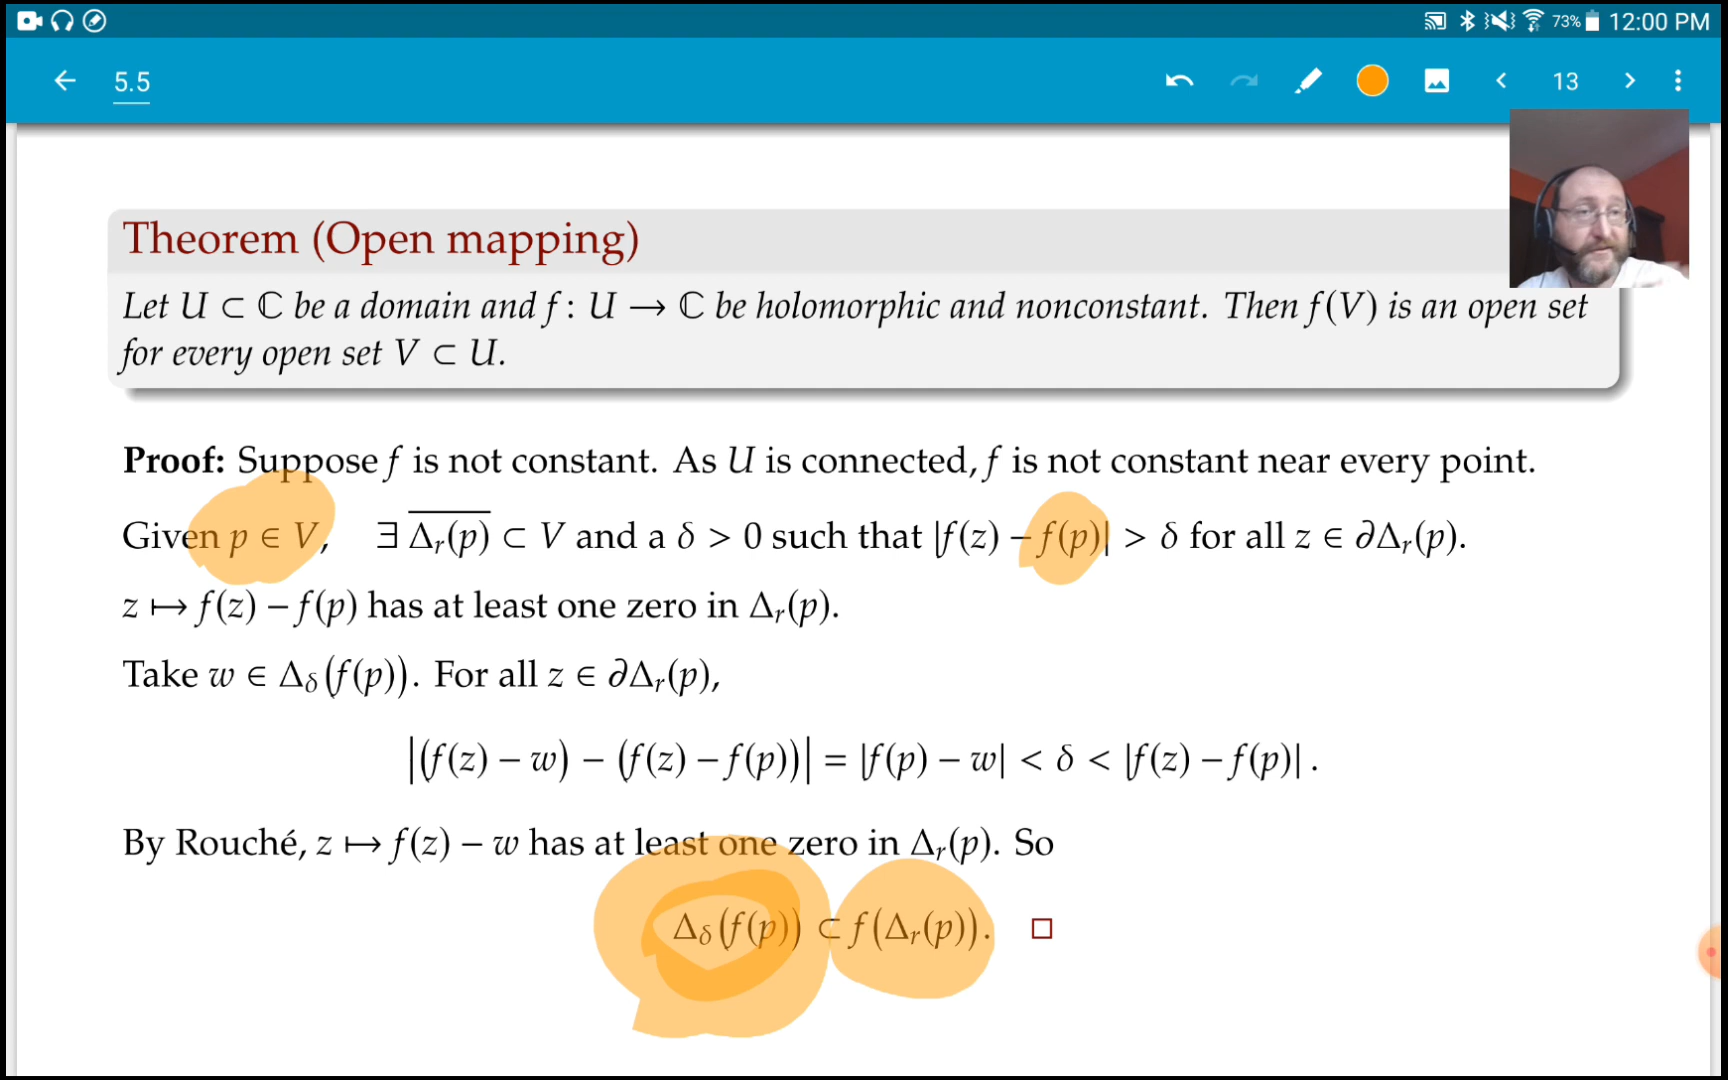 73% 12:00 PM
5.5 13
Theorem (Open mapping)
Let U ⊂ ℂ be a domain and f : U → ℂ be holomorphic and nonconstant. Then f(V) is an open set
for every open set V ⊂ U.
Proof: Suppose f is not constant. As U is connected, f is not constant near every point.
Given p ∈ V, ∃ \overline{Δ_r(p)} ⊂ V and a δ > 0 such that |f(z) − f(p)| > δ for all z ∈ ∂Δ_r(p).
z ↦ f(z) − f(p) has at least one zero in Δ_r(p).
Take w ∈ Δ_δ(f(p)). For all z ∈ ∂Δ_r(p),
|(f(z) − w) − (f(z) − f(p))| = |f(p) − w| < δ < |f(z) − f(p)|.
By Rouché, z ↦ f(z) − w has at least one zero in Δ_r(p). So
Δ_δ(f(p)) ⊂ f(Δ_r(p)). □